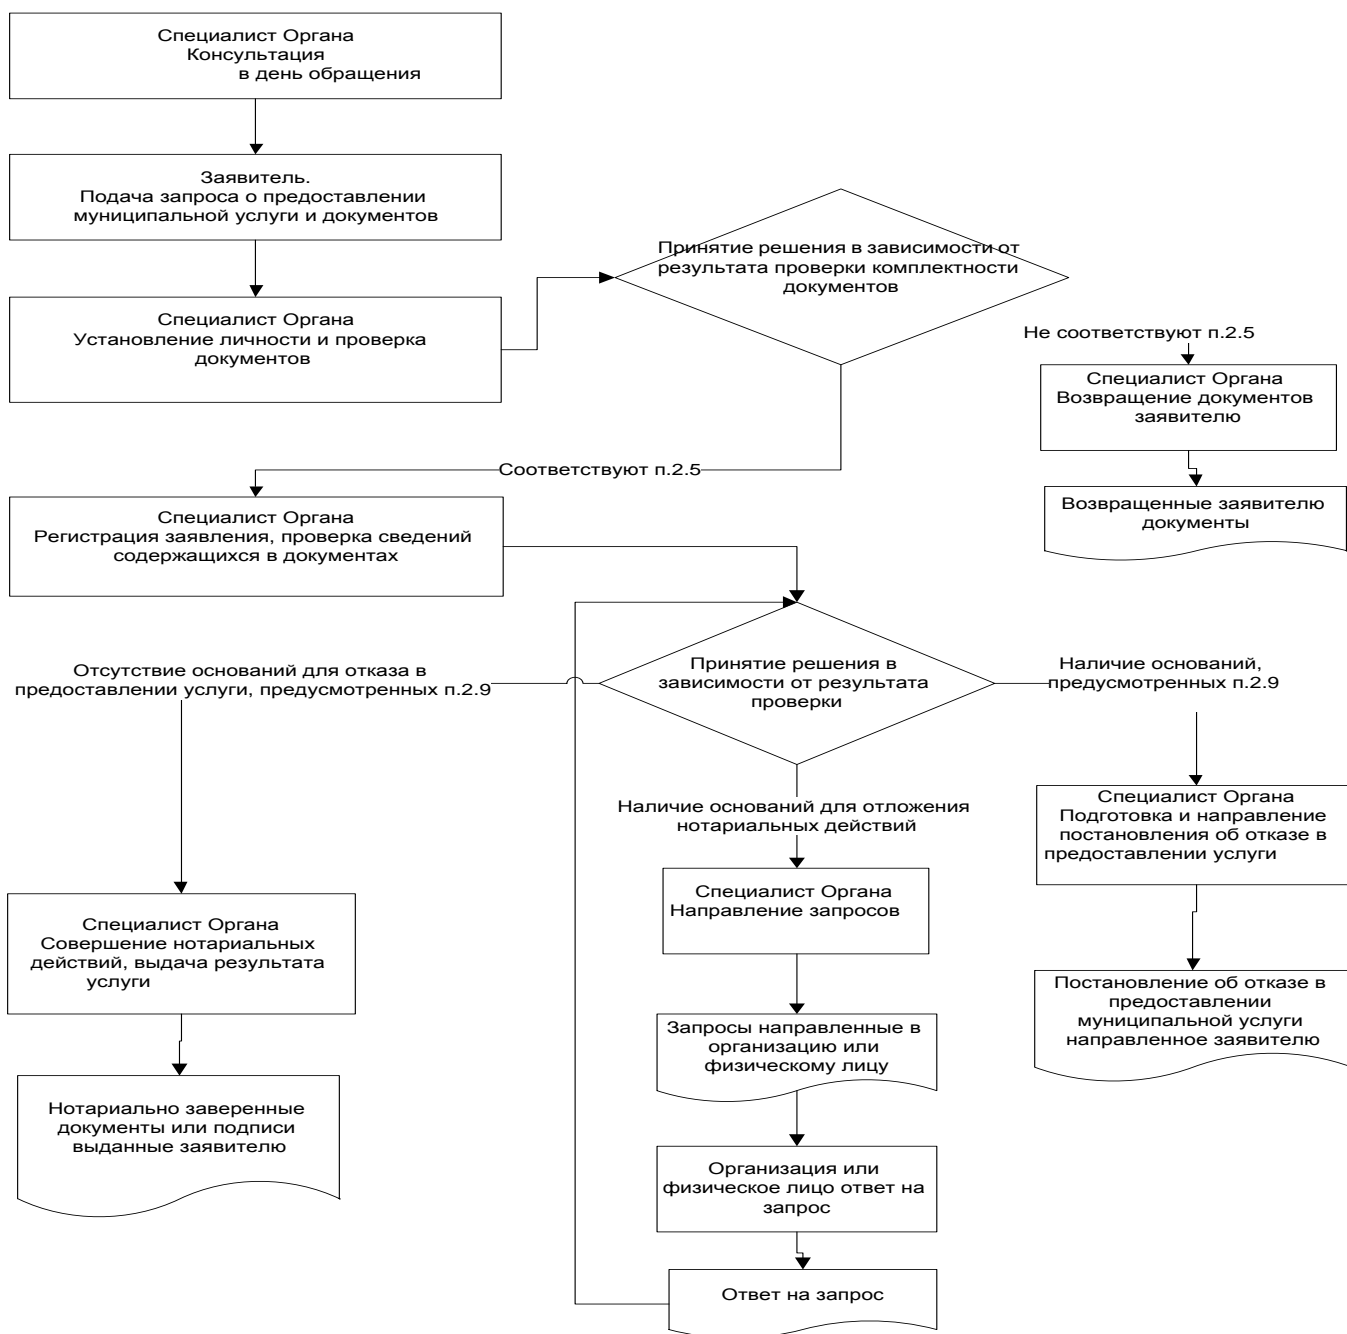 Специалист Органа
Консультация
в день обращения
Заявитель.
Подача запроса о предоставлении
муниципальной услуги и документов
Специалист Органа
Установление личности и проверка
документов
Принятие решения в зависимости от
результата проверки комплектности
документов
Не соответствуют п.2.5
Специалист Органа
Возвращение документов
заявителю
Возвращенные заявителю
документы
Соответствуют п.2.5
Специалист Органа
Регистрация заявления, проверка сведений
содержащихся в документах
Отсутствие оснований для отказа в
предоставлении услуги, предусмотренных п.2.9
Принятие решения в
зависимости от результата
проверки
Наличие оснований,
предусмотренных п.2.9
Наличие оснований для отложения
нотариальных действий
Специалист Органа
Подготовка и направление
постановления об отказе в
предоставлении услуги
Специалист Органа
Направление запросов
Специалист Органа
Совершение нотариальных
действий, выдача результата
услуги
Постановление об отказе в
предоставлении
муниципальной услуги
направленное заявителю
Запросы направленные в
организацию или
физическому лицу
Нотариально заверенные
документы или подписи
выданные заявителю
Организация или
физическое лицо ответ на
запрос
Ответ на запрос